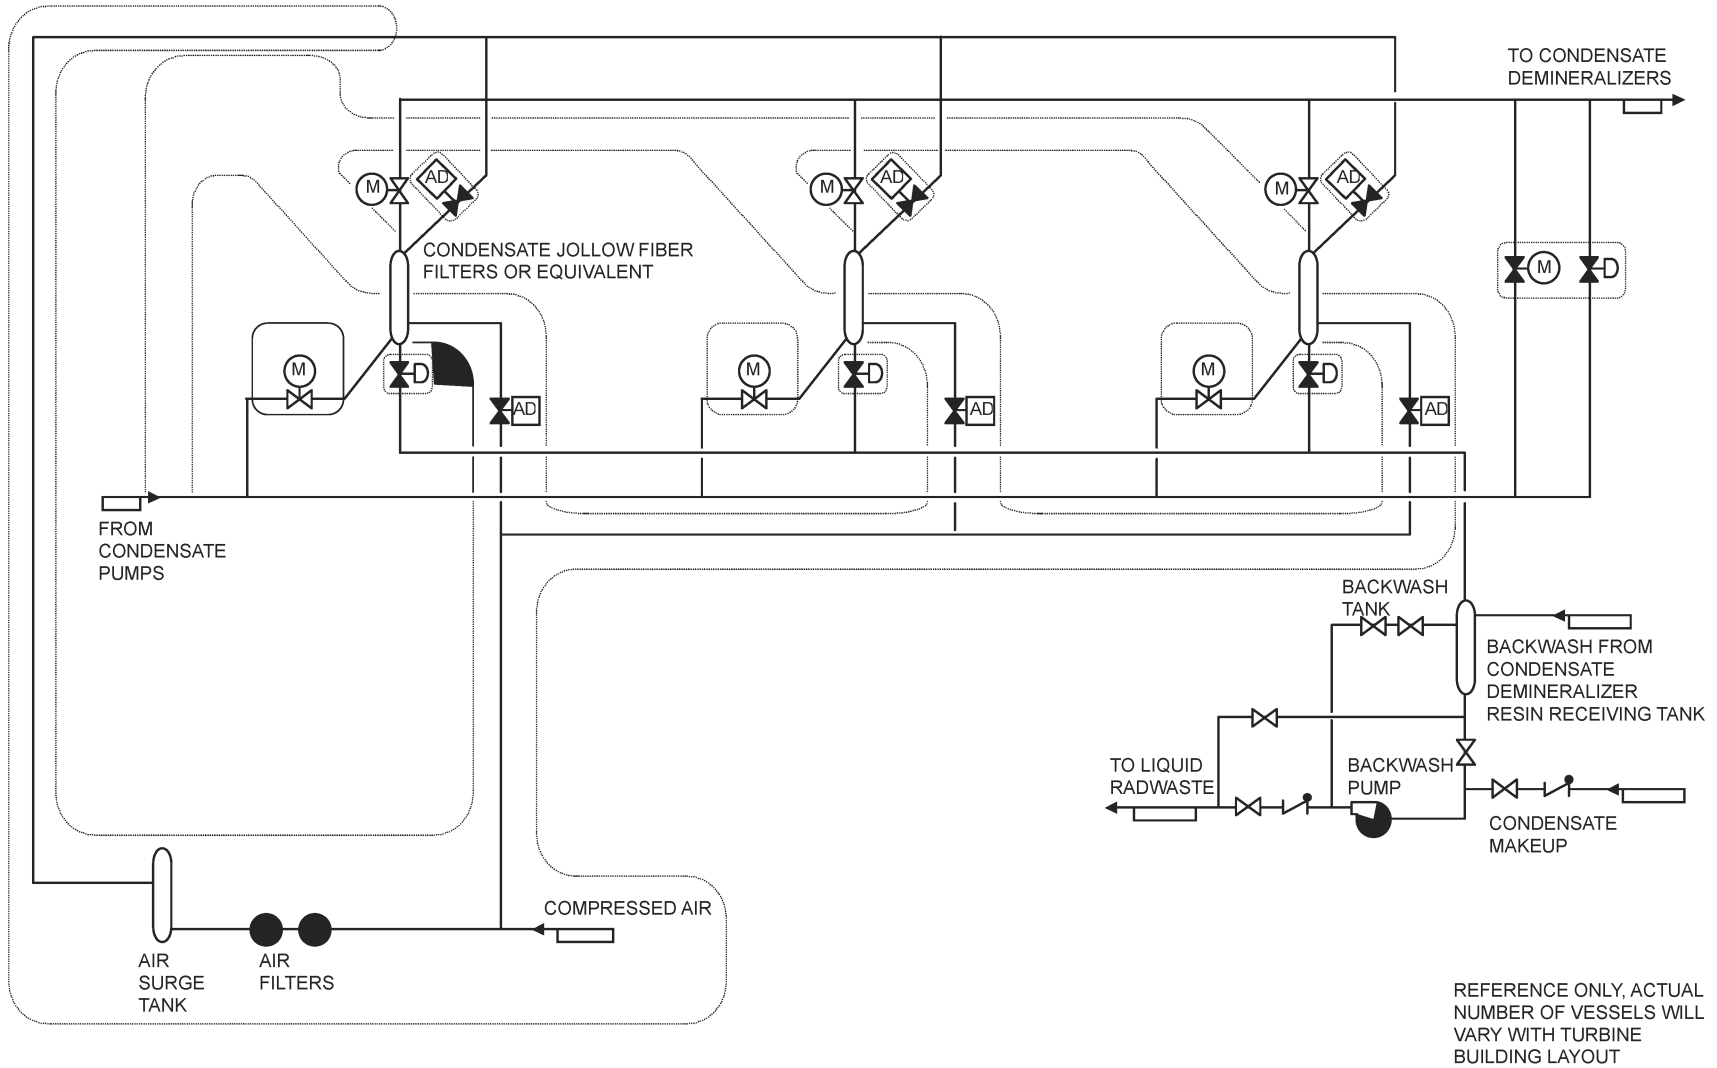 TO CONDENSATE
DEMINERALIZERS
M
AD
M
AD
M
AD
CONDENSATE JOLLOW FIBER
FILTERS OR EQUIVALENT
M
D
M
D
AD
M
D
AD
M
D
AD
FROM
CONDENSATE
PUMPS
BACKWASH
TANK
BACKWASH FROM
CONDENSATE
DEMINERALIZER
RESIN RECEIVING TANK
TO LIQUID
RADWASTE
BACKWASH
PUMP
CONDENSATE
MAKEUP
COMPRESSED AIR
AIR
SURGE
TANK
AIR
FILTERS
REFERENCE ONLY, ACTUAL
NUMBER OF VESSELS WILL
VARY WITH TURBINE
BUILDING LAYOUT